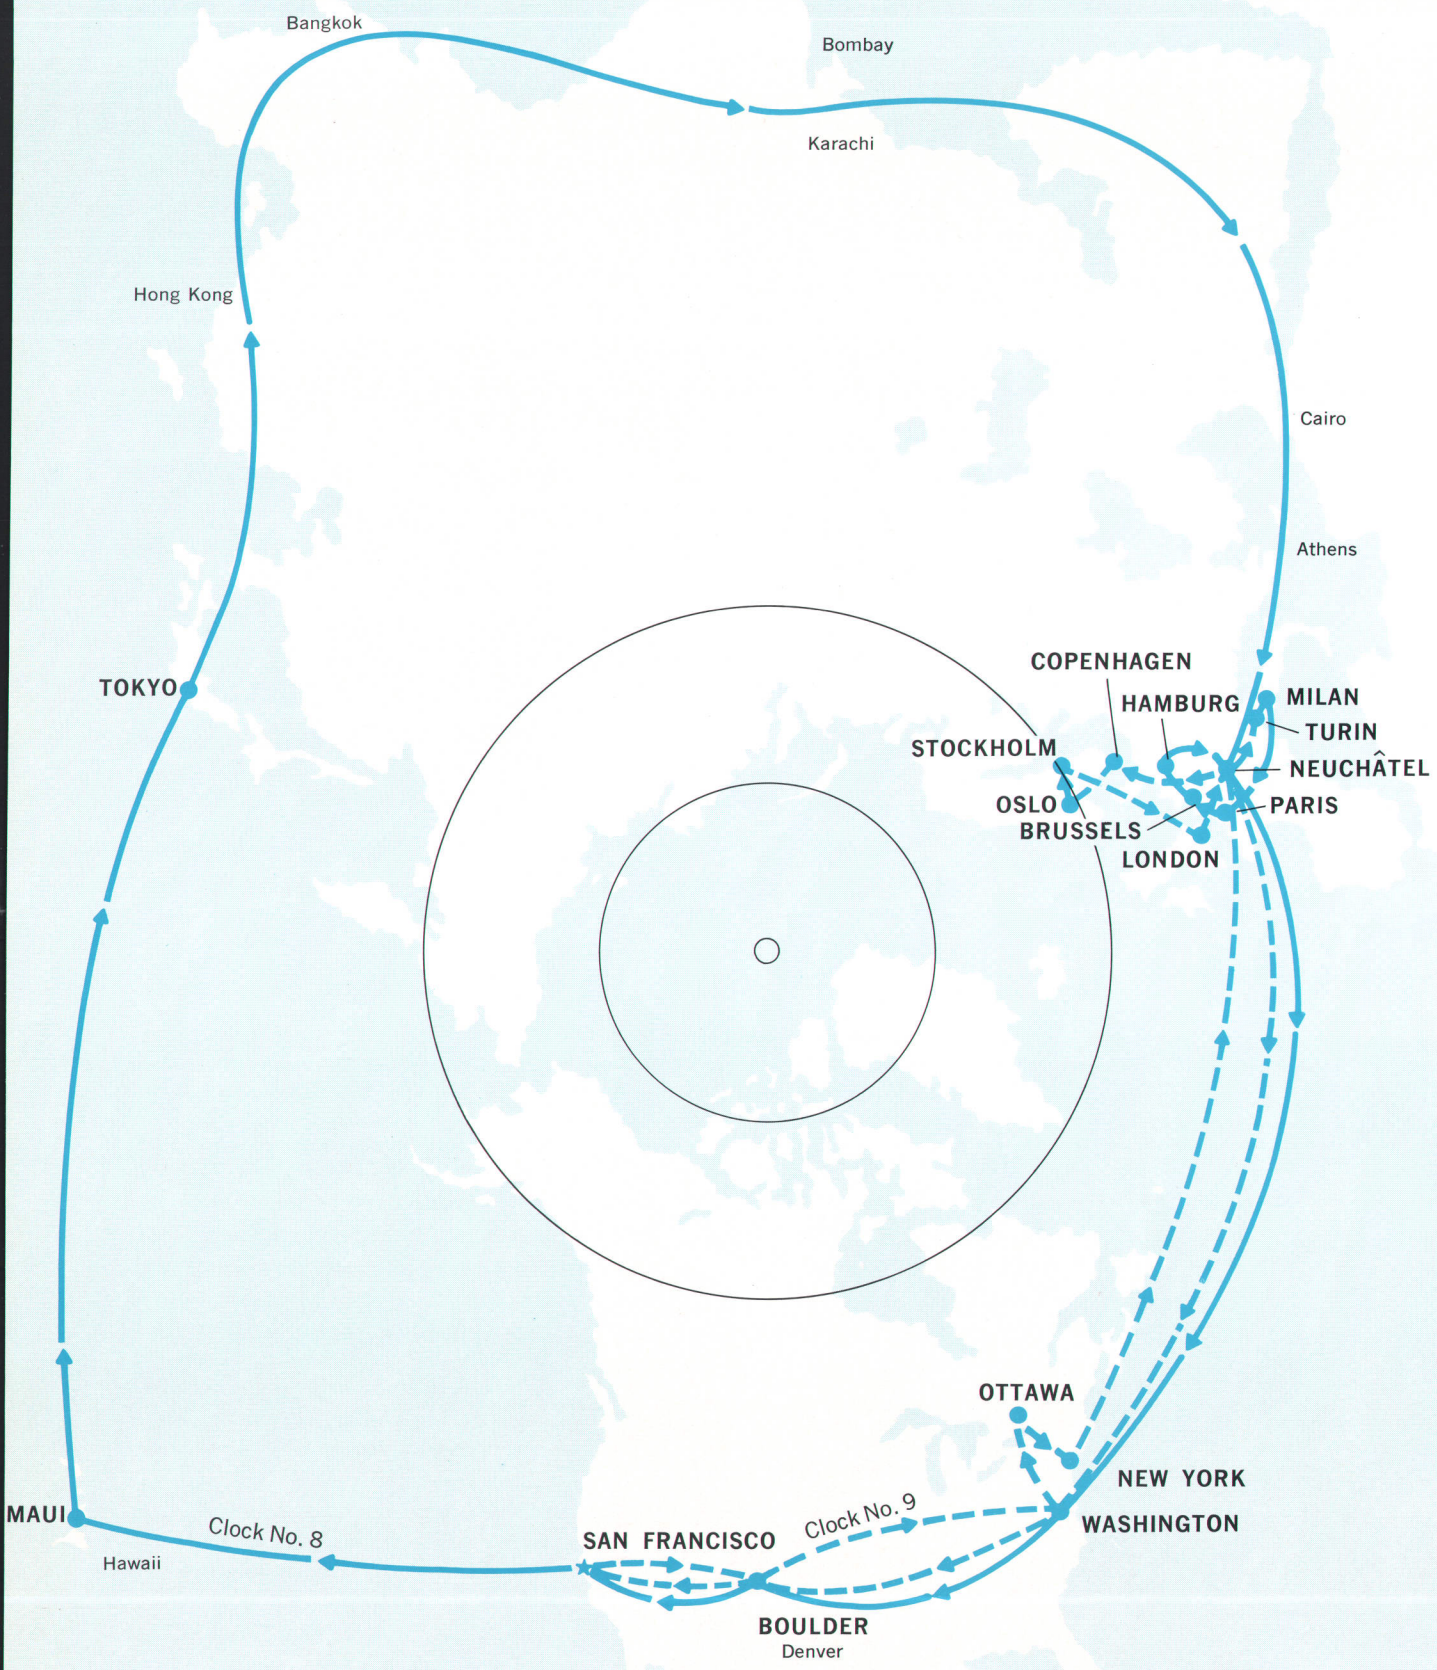 Bangkok
Bombay
Karachi
Hong Kong
Cairo
Athens
COPENHAGEN
TOKYO
HAMBURG
MILAN
TURIN
STOCKHOLM
NEUCHÂTEL
OSLO
PARIS
BRUSSELS
LONDON
OTTAWA
NEW YORK
MAUI
Clock No. 9
WASHINGTON
Clock No. 8
SAN FRANCISCO
Hawaii
BOULDER
Denver